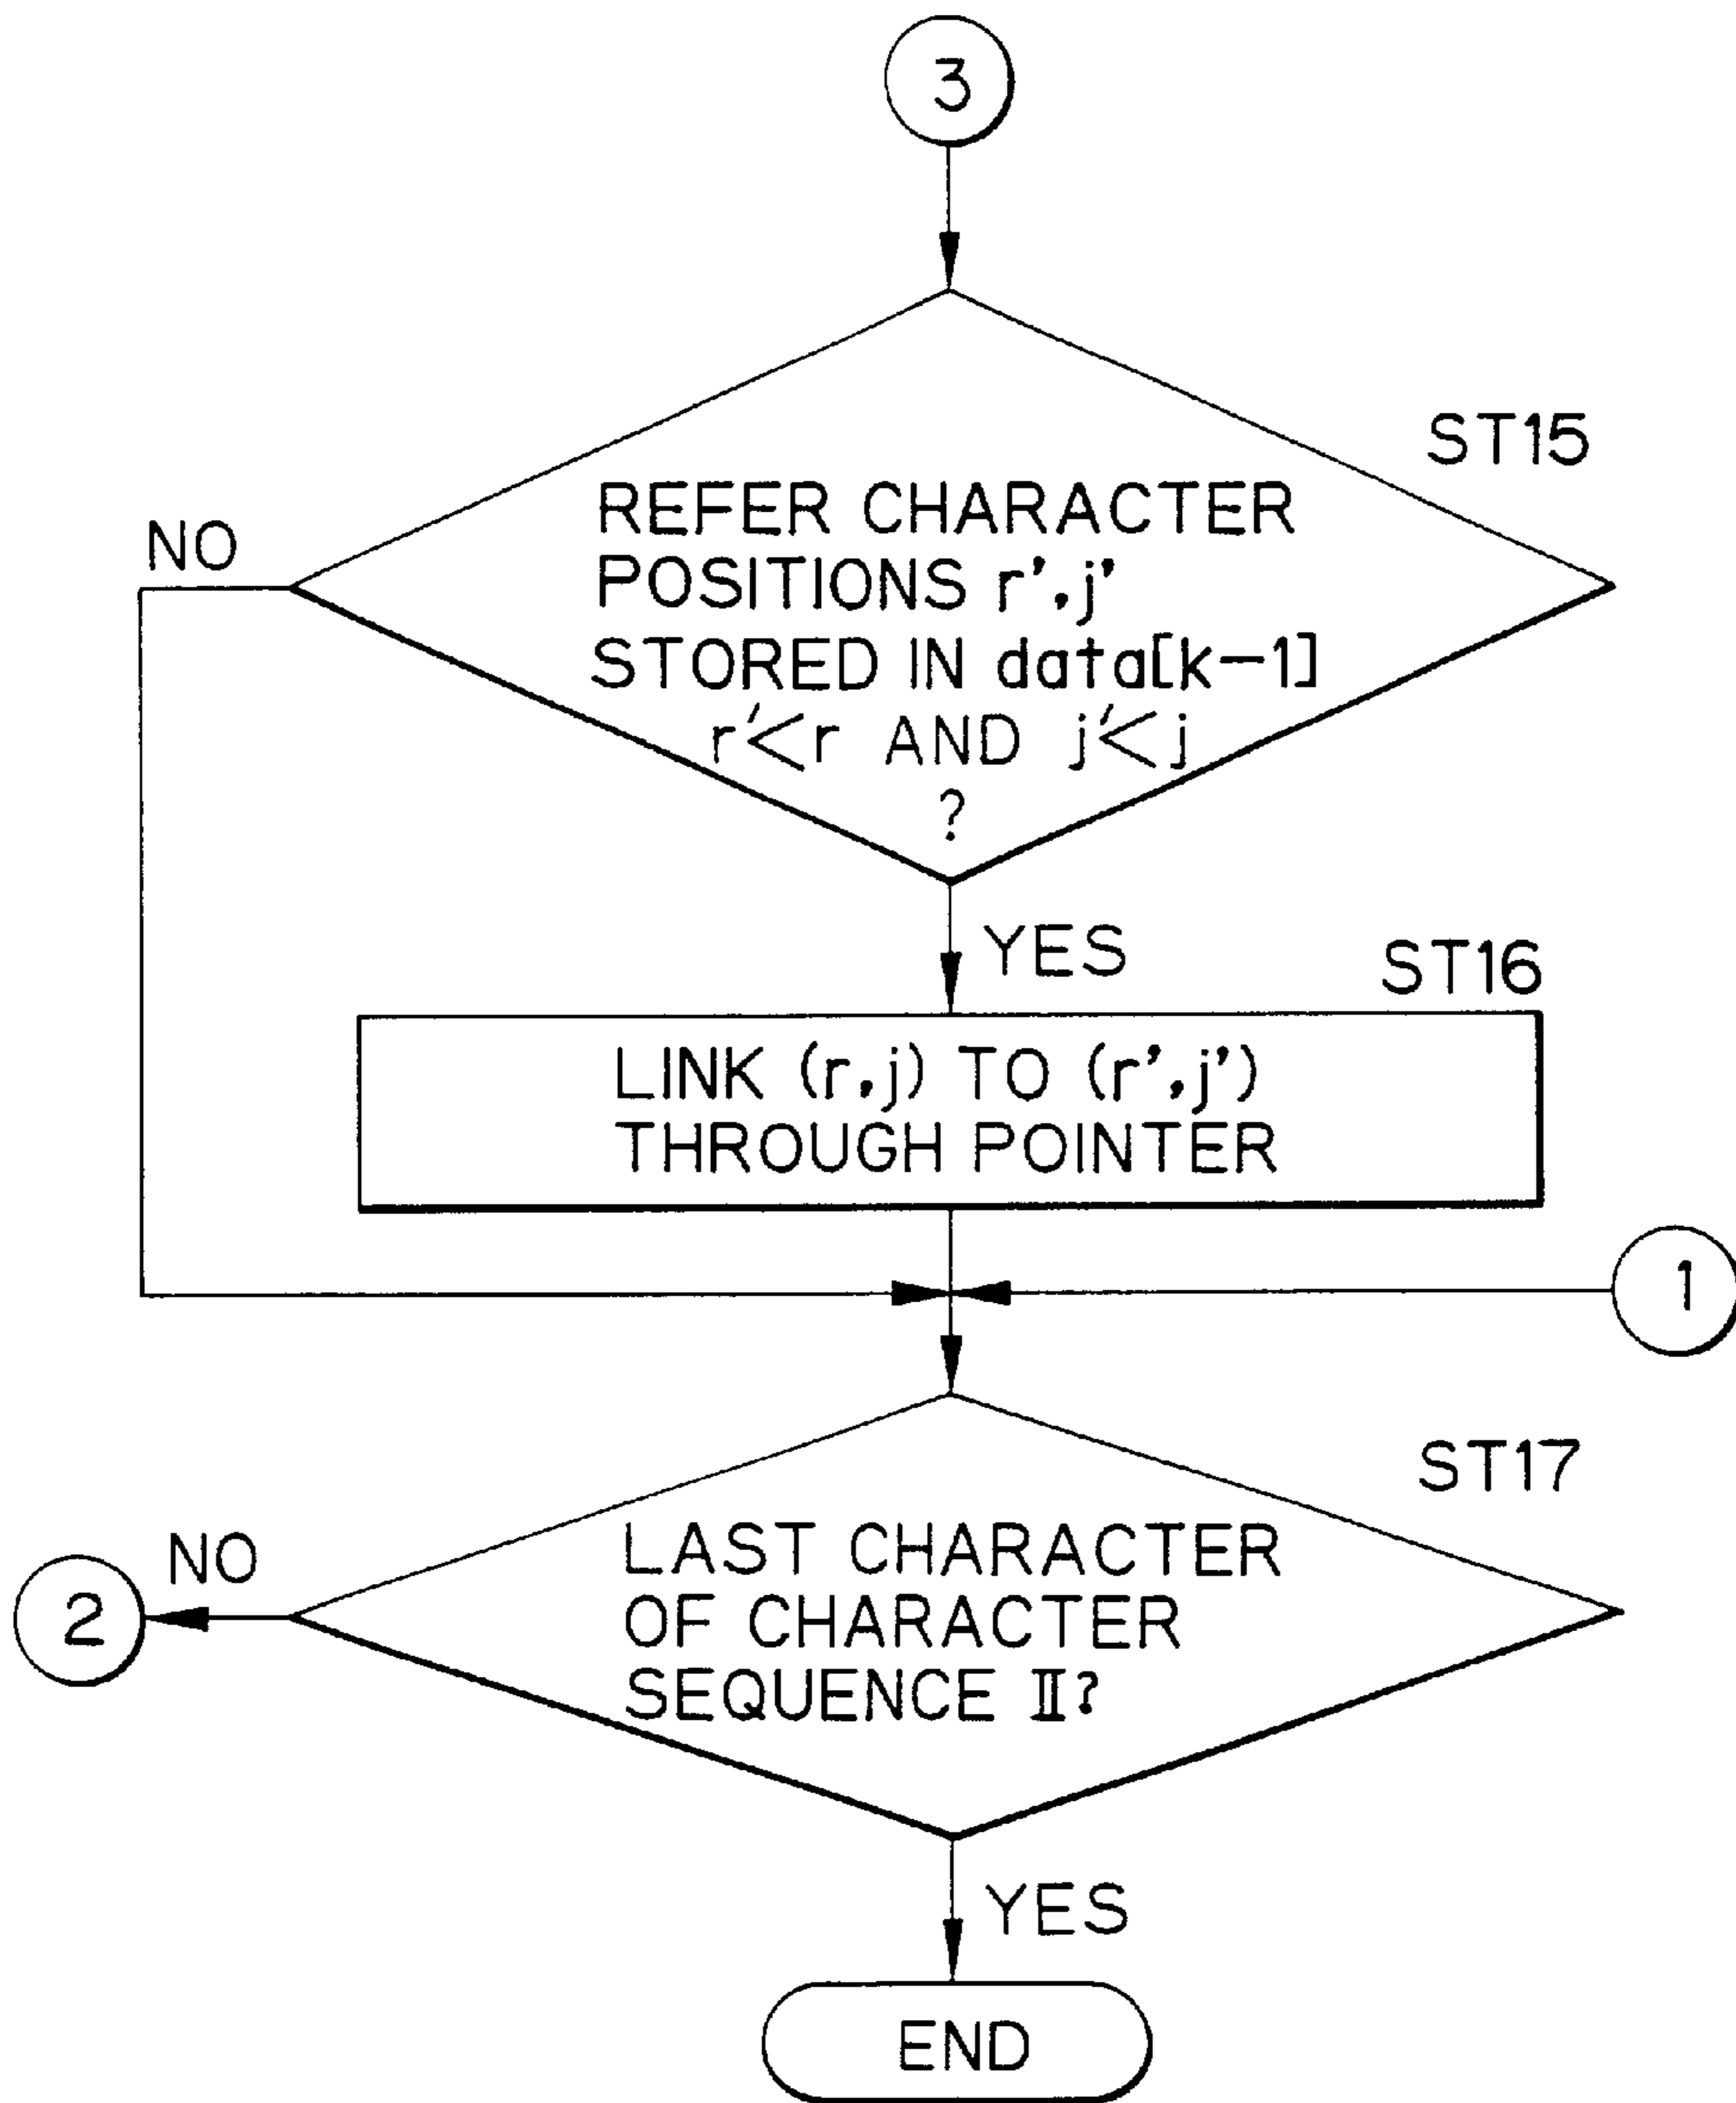 3
ST15
NO
REFER CHARACTER
POSITIONS r',j'
STORED IN data[k-1]
r'<r AND j'<j
?
YES
ST16
LINK (r,j) TO (r',j')
THROUGH POINTER
1
ST17
NO
2
LAST CHARACTER
OF CHARACTER
SEQUENCE II?
YES
END